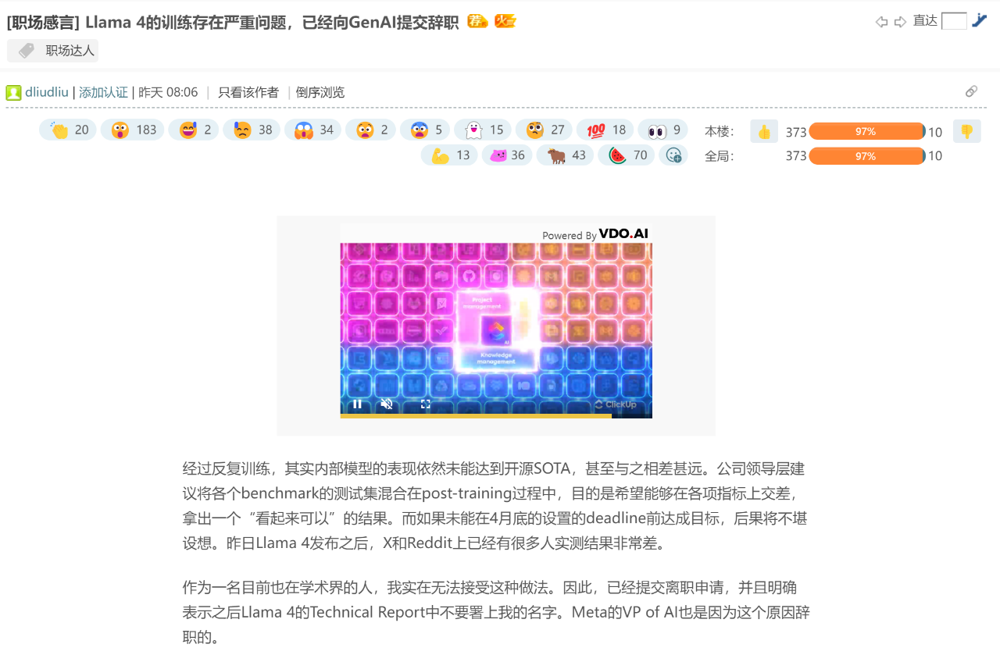 [职场感言] Llama 4的训练存在严重问题，已经向GenAI提交辞职 荐 火
直达
职场达人
dliudliu | 添加认证 | 昨天 08:06 | 只看该作者 | 倒序浏览
20 183 2 38 34 2 5 15 27 100 18 9
本楼： 373 97% 10
13 36 43 70
全局： 373 97% 10
Powered By VDO.AI
Project
management
AI
Knowledge
management
ClickUp
经过反复训练，其实内部模型的表现依然未能达到开源SOTA，甚至与之相差甚远。公司领导层建
议将各个benchmark的测试集混合在post-training过程中，目的是希望能够在各项指标上交差，
拿出一个“看起来可以”的结果。而如果未能在4月底的设置的deadline前达成目标，后果将不堪
设想。昨日Llama 4发布之后，X和Reddit上已经有很多人实测结果非常差。
作为一名目前也在学术界的人，我实在无法接受这种做法。因此，已经提交离职申请，并且明确
表示之后Llama 4的Technical Report中不要署上我的名字。Meta的VP of AI也是因为这个原因辞
职的。